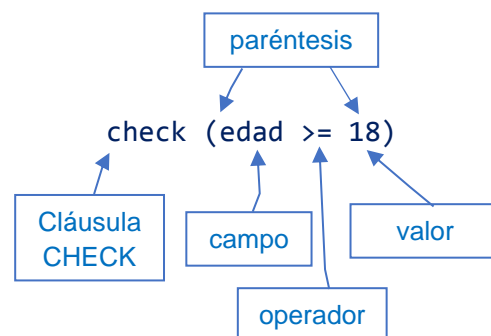 paréntesis
check (edad >= 18)
Cláusula
CHECK
campo
valor
operador